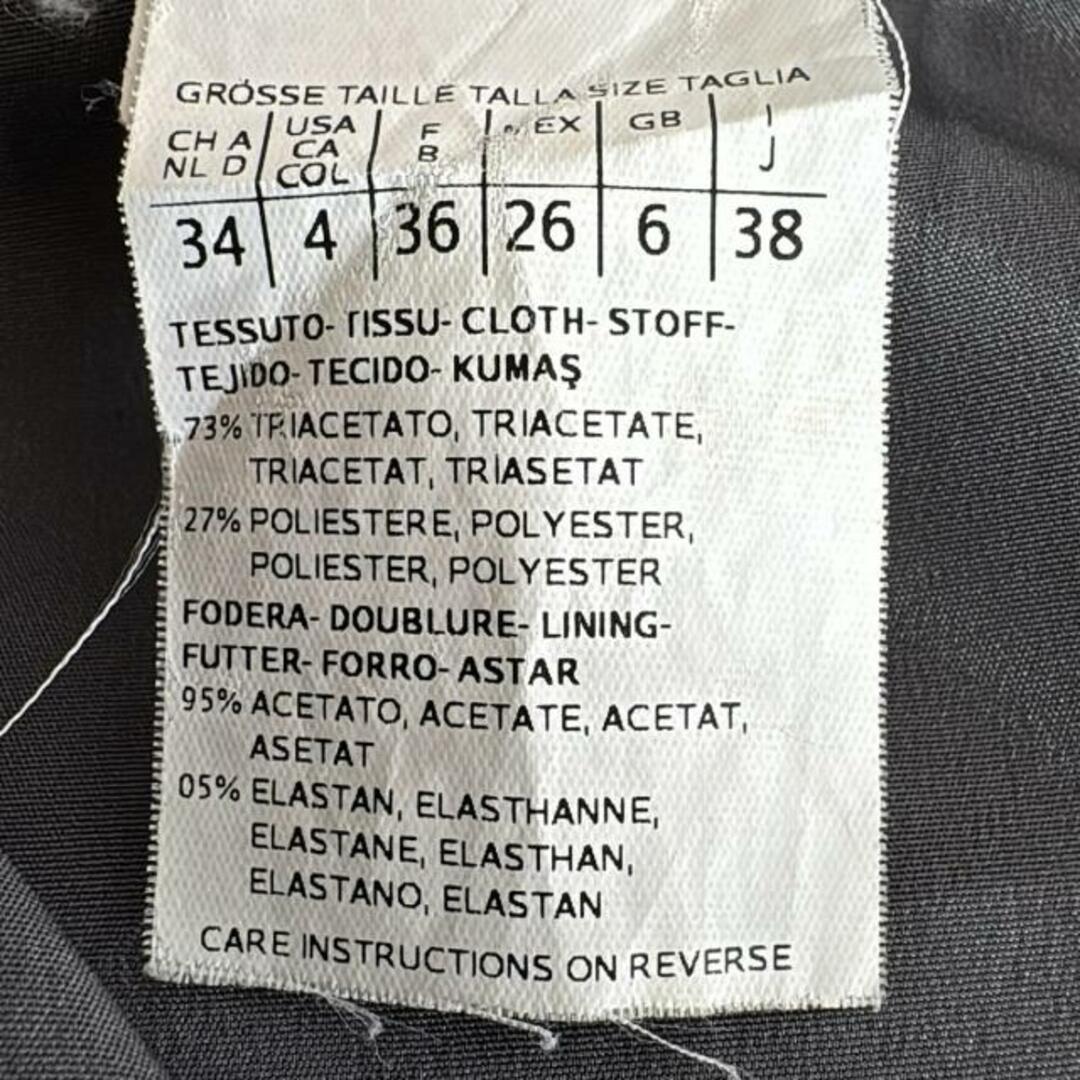 GRÖSSE TAILLE TALLA SIZE TAGLIA
CH A USA F EX GB I
NL D CA B J
COL
34 4 36 26 6 38
TESSUTO- TISSU- CLOTH- STOFF-
TEJIDO- TECIDO- KUMAŞ
73% TRIACETATO, TRIACETATE,
TRIACETAT, TRIASETAT
27% POLIESTERE, POLYESTER,
POLIESTER, POLYESTER
FODERA- DOUBLURE- LINING-
FUTTER- FORRO- ASTAR
95% ACETATO, ACETATE, ACETAT,
ASETAT
05% ELASTAN, ELASTHANNE,
ELASTANE, ELASTHAN,
ELASTANO, ELASTAN
CARE INSTRUCTIONS ON REVERSE